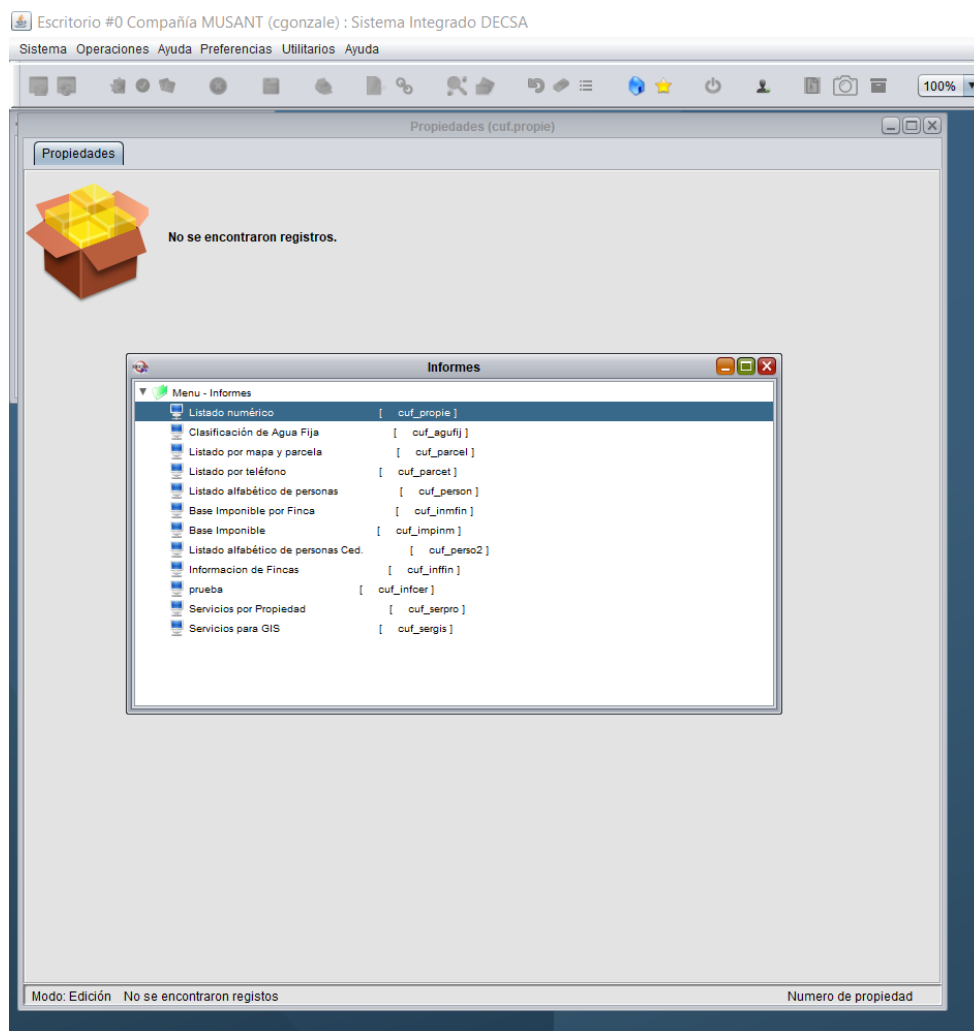 Escritorio #0 Compañía MUSANT (cgonzale) : Sistema Integrado DECSA
Sistema Operaciones Ayuda Preferencias Utilitarios Ayuda
100%
Propiedades (cuf.propie)
Propiedades
No se encontraron registros.
Informes
Menu - Informes
Listado numérico [ cuf_propie ]
Clasificación de Agua Fija [ cuf_agufij ]
Listado por mapa y parcela [ cuf_parcel ]
Listado por teléfono [ cuf_parcet ]
Listado alfabético de personas [ cuf_person ]
Base Imponible por Finca [ cuf_inmfin ]
Base Imponible [ cuf_impinm ]
Listado alfabético de personas Ced. [ cuf_perso2 ]
Informacion de Fincas [ cuf_inffin ]
prueba [ cuf_infcer ]
Servicios por Propiedad [ cuf_serpro ]
Servicios para GIS [ cuf_sergis ]
Modo: Edición No se encontraron registos Numero de propiedad